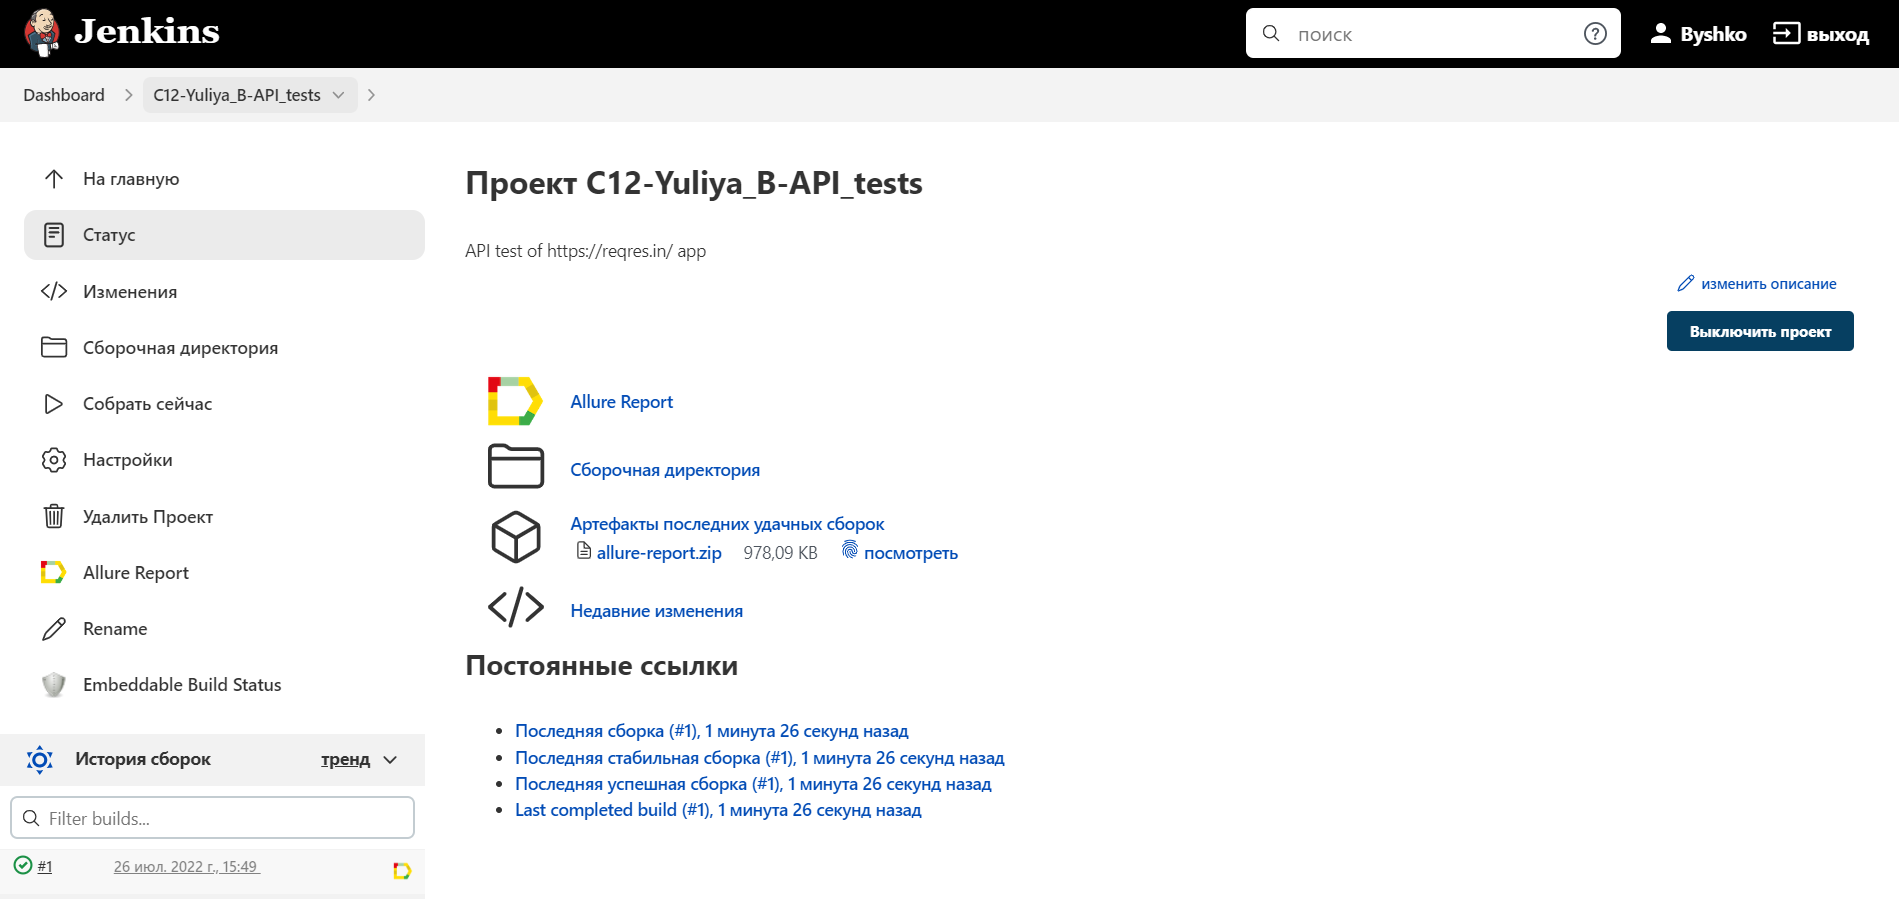 Jenkins
поиск
Byshko
выход
Dashboard
C12-Yuliya_B-API_tests
На главную
Статус
Изменения
Сборочная директория
Собрать сейчас
Настройки
Удалить Проект
Allure Report
Rename
Embeddable Build Status
История сборок тренд
Filter builds...
#1 26 июл. 2022 г., 15:49
Проект C12-Yuliya_B-API_tests
API test of https://reqres.in/ app
изменить описание
Выключить проект
Allure Report
Сборочная директория
Артефакты последних удачных сборок
allure-report.zip 978,09 KB посмотреть
Недавние изменения
Постоянные ссылки
Последняя сборка (#1), 1 минута 26 секунд назад
Последняя стабильная сборка (#1), 1 минута 26 секунд назад
Последняя успешная сборка (#1), 1 минута 26 секунд назад
Last completed build (#1), 1 минута 26 секунд назад